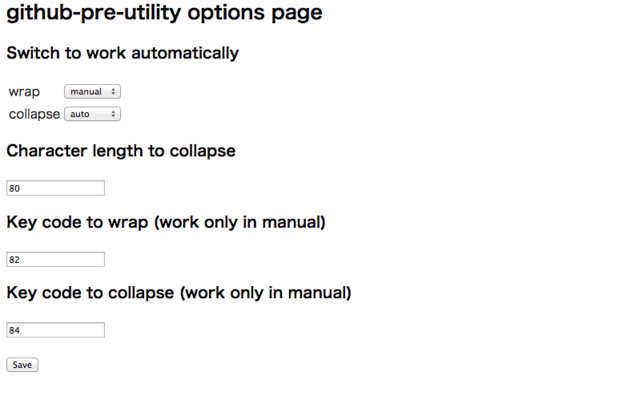 github-pre-utility options page
Switch to work automatically
wrap manual
collapse auto
Character length to collapse
80
Key code to wrap (work only in manual)
82
Key code to collapse (work only in manual)
84
Save